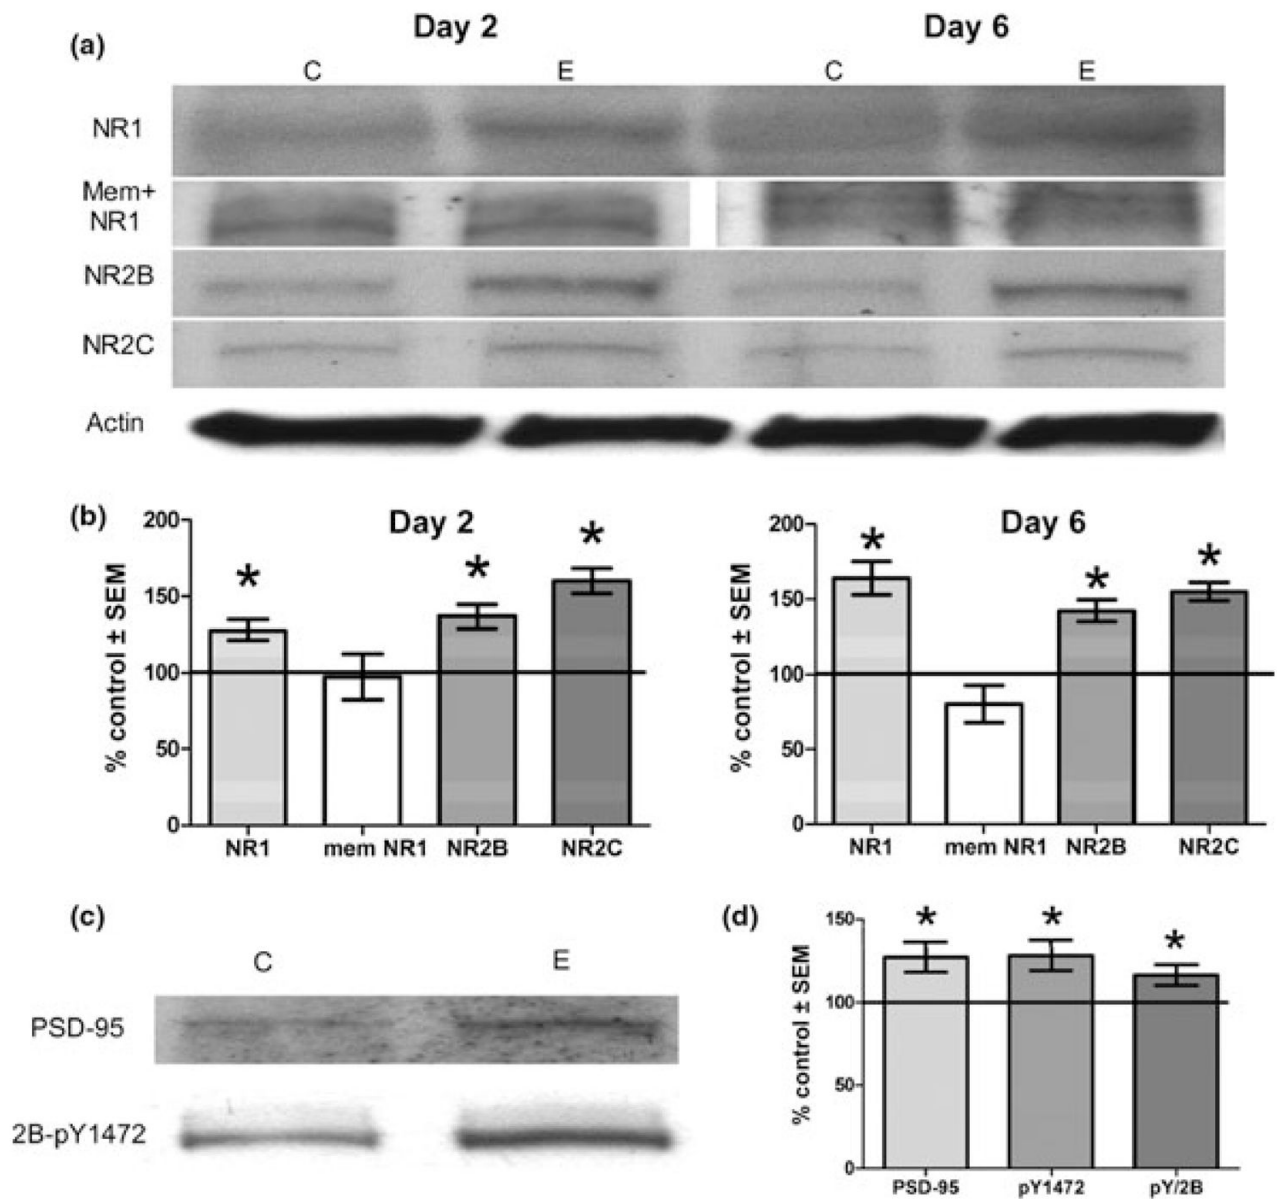 (a)
Day 2 Day 6
C E C E
NR1
Mem+
NR1
NR2B
NR2C
Actin
(b)
Day 2
% control ± SEM
200
150
100
50
0
* * *
NR1 mem NR1 NR2B NR2C
Day 6
% control ± SEM
200
150
100
50
0
* * *
NR1 mem NR1 NR2B NR2C
(c)
C E
PSD-95
2B-pY1472
(d)
% control ± SEM
150
100
50
0
* * *
PSD-95 pY1472 pY/2B